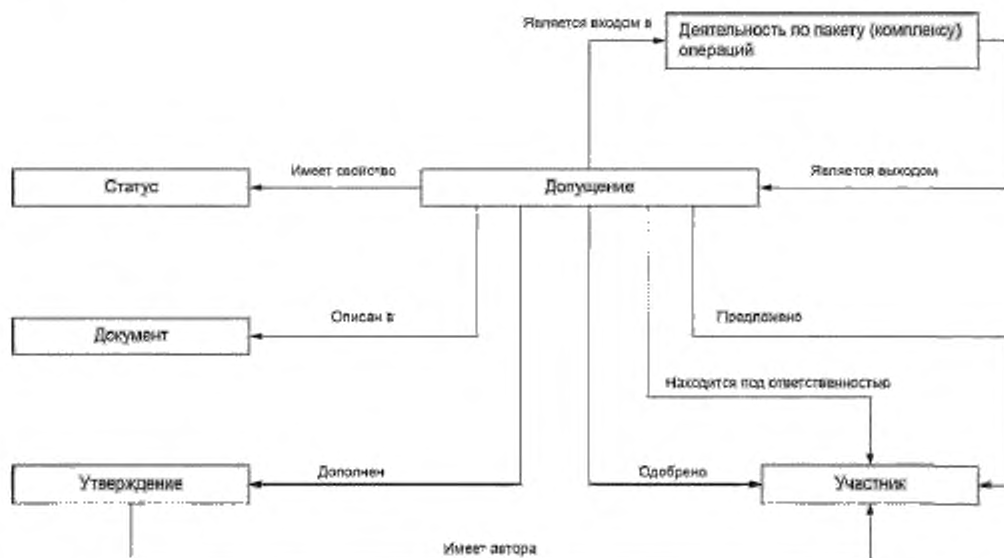 Является входом в
Деятельность по пакету (комплексу)
операций
Статус
Имеет свойство
Допущение
Является выходом
Документ
Описан в
Предложено
Находится под ответственностью
Утверждение
Дополнен
Одобрено
Участник
Имеет автора